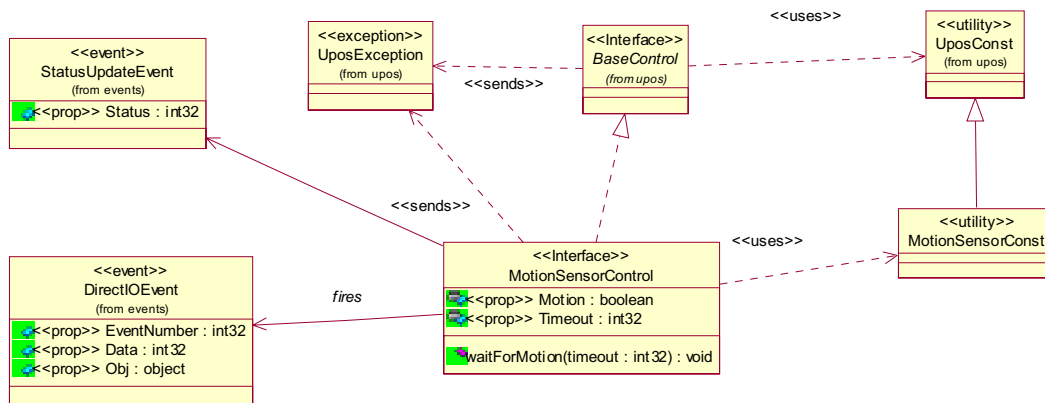 <<event>>
StatusUpdateEvent
(from events)
<<prop>> Status : int32
<<exception>>
UposException
(from upos)
<<sends>>
<<Interface>>
BaseControl
(from upos)
<<uses>>
<<utility>>
UposConst
(from upos)
<<sends>>
<<event>>
DirectIOEvent
(from events)
<<prop>> EventNumber : int32
<<prop>> Data : int32
<<prop>> Obj : object
fires
<<Interface>>
MotionSensorControl
<<prop>> Motion : boolean
<<prop>> Timeout : int32
waitForMotion(timeout : int32) : void
<<uses>>
<<utility>>
MotionSensorConst